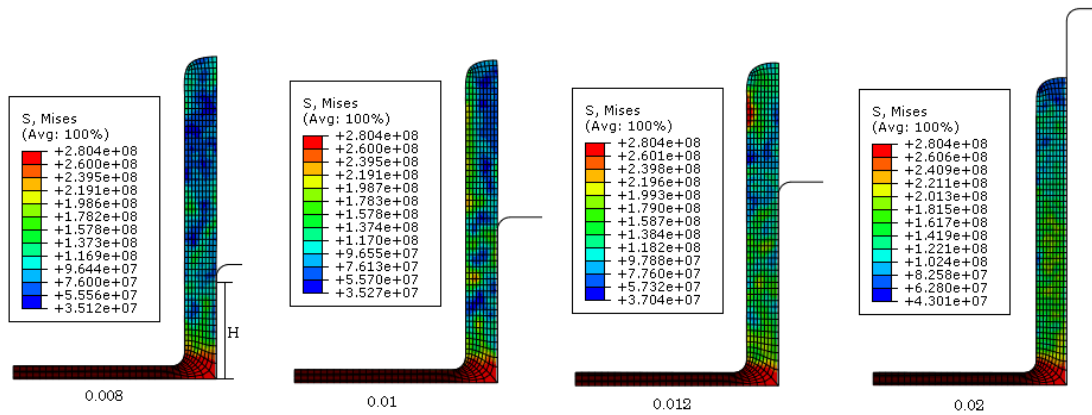 S, Mises
(Avg: 100%)
+2.804e+08
+2.600e+08
+2.395e+08
+2.191e+08
+1.986e+08
+1.782e+08
+1.578e+08
+1.373e+08
+1.169e+08
+9.644e+07
+7.600e+07
+5.556e+07
+3.512e+07
H
0.008
S, Mises
(Avg: 100%)
+2.804e+08
+2.600e+08
+2.395e+08
+2.191e+08
+1.987e+08
+1.783e+08
+1.578e+08
+1.374e+08
+1.170e+08
+9.655e+07
+7.613e+07
+5.570e+07
+3.527e+07
0.01
S, Mises
(Avg: 100%)
+2.804e+08
+2.601e+08
+2.398e+08
+2.196e+08
+1.993e+08
+1.790e+08
+1.587e+08
+1.384e+08
+1.182e+08
+9.788e+07
+7.760e+07
+5.732e+07
+3.704e+07
0.012
S, Mises
(Avg: 100%)
+2.804e+08
+2.606e+08
+2.409e+08
+2.211e+08
+2.013e+08
+1.815e+08
+1.617e+08
+1.419e+08
+1.221e+08
+1.024e+08
+8.258e+07
+6.280e+07
+4.301e+07
0.02